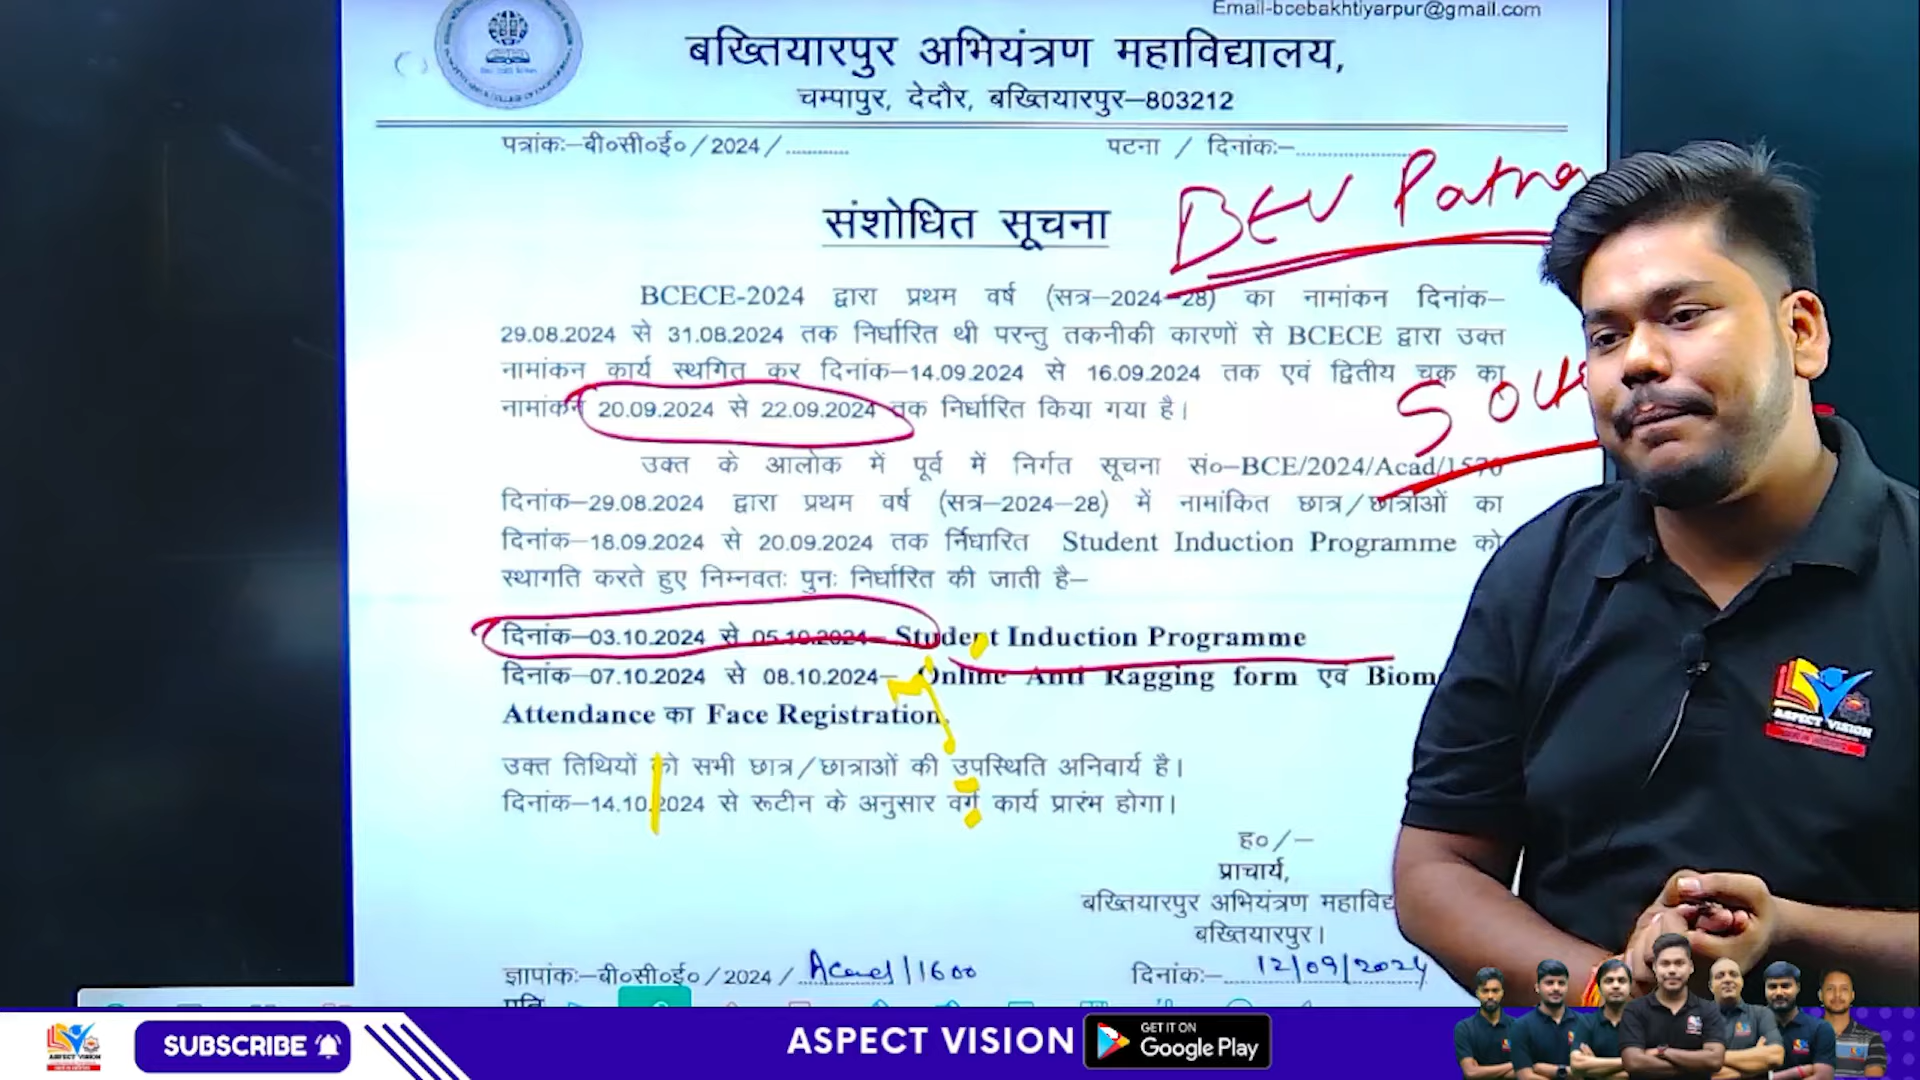 Email-bcebakhtiyarpur@gmail.com
बख्तियारपुर अभियंत्रण महाविद्यालय,
चम्पापुर, देदौर, बख्तियारपुर–803212
पत्रांकः–बी०सी०ई० / 2024 / ............
पटना / दिनांकः–......................
BEU Patna
संशोधित सूचना
BCECE-2024 द्वारा प्रथम वर्ष (सत्र–2024–28) का नामांकन दिनांक–
29.08.2024 से 31.08.2024 तक निर्धारित थी परन्तु तकनीकी कारणों से BCECE द्वारा उक्त
नामांकन कार्य स्थगित कर दिनांक–14.09.2024 से 16.09.2024 तक एवं द्वितीय चक्र का
नामांकन 20.09.2024 से 22.09.2024 तक निर्धारित किया गया है।
उक्त के आलोक में पूर्व में निर्गत सूचना सं०–BCE/2024/Acad/1570
दिनांक–29.08.2024 द्वारा प्रथम वर्ष (सत्र–2024–28) में नामांकित छात्र/छात्राओं का
दिनांक–18.09.2024 से 20.09.2024 तक र्निधारित Student Induction Programme को
स्थागति करते हुए निम्नवतः पुनः निर्धारित की जाती है–
दिनांक–03.10.2024 से 05.10.2024– Student Induction Programme
दिनांक–07.10.2024 से 08.10.2024– Online Anti Ragging form एवं
Attendance का Face Registration.
उक्त तिथियों को सभी छात्र/छात्राओं की उपस्थिति अनिवार्य है।
दिनांक–14.10.2024 से रूटीन के अनुसार वर्ग कार्य प्रारंभ होगा।
ह० / –
प्राचार्य,
बख्तियारपुर अभियंत्रण
बख्तियारपुर।
ज्ञापांकः–बी०सी०ई० / 2024 / Acad/1600
दिनांकः– 12/09/2024
ASPECT VISION
SUBSCRIBE
ASPECT VISION
ASPECT VISION
GET IT ON
Google Play